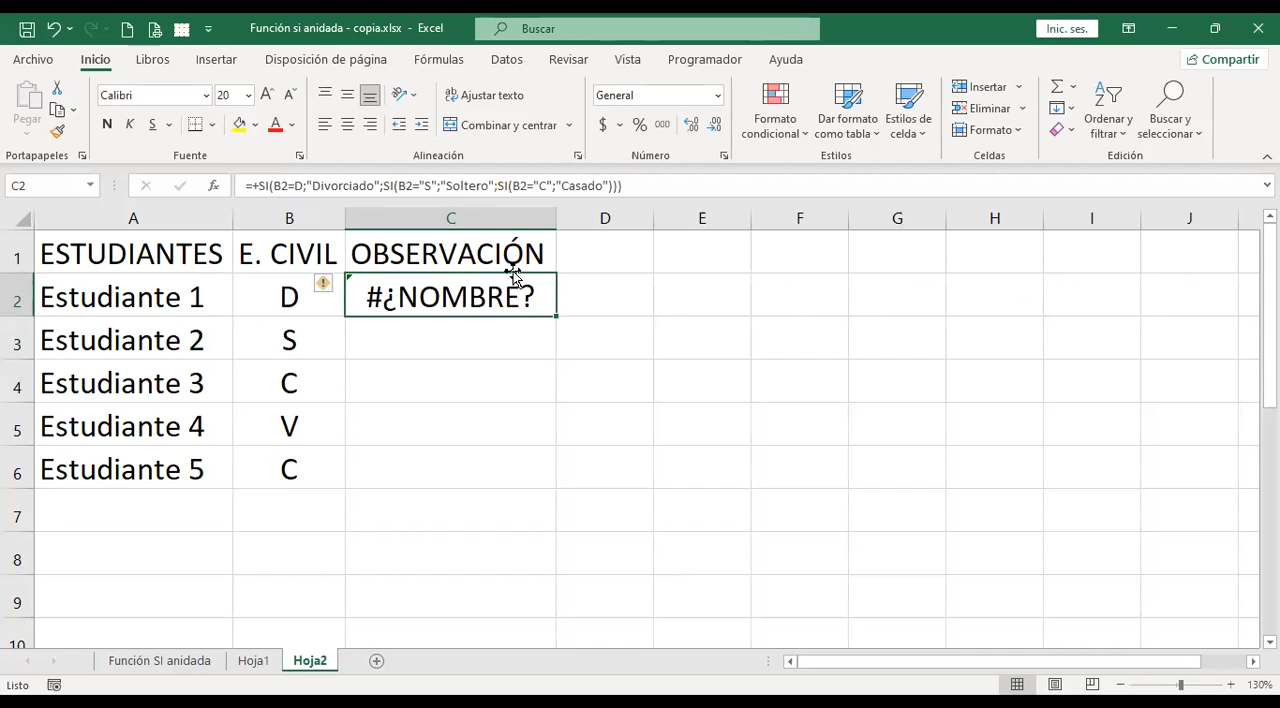 Función si anidada - copia.xlsx - Excel
Buscar
Inic. ses.
Archivo Inicio Libros Insertar Disposición de página Fórmulas Datos Revisar Vista Programador Ayuda
Compartir
Pegar
Calibri 20
N K S
Ajustar texto
Combinar y centrar
General
$ % 000
Formato condicional
Dar formato como tabla
Estilos de celda
Insertar
Eliminar
Formato
Ordenar y filtrar
Buscar y seleccionar
Portapapeles Fuente Alineación Número Estilos Celdas Edición
C2 fx =+SI(B2=D;"Divorciado";SI(B2="S";"Soltero";SI(B2="C";"Casado")))
A B C D E F G H I J
1 ESTUDIANTES E. CIVIL OBSERVACIÓN
2 Estudiante 1 D #¿NOMBRE?
3 Estudiante 2 S
4 Estudiante 3 C
5 Estudiante 4 V
6 Estudiante 5 C
7
8
9
10
Función SI anidada Hoja1 Hoja2
Listo 130%